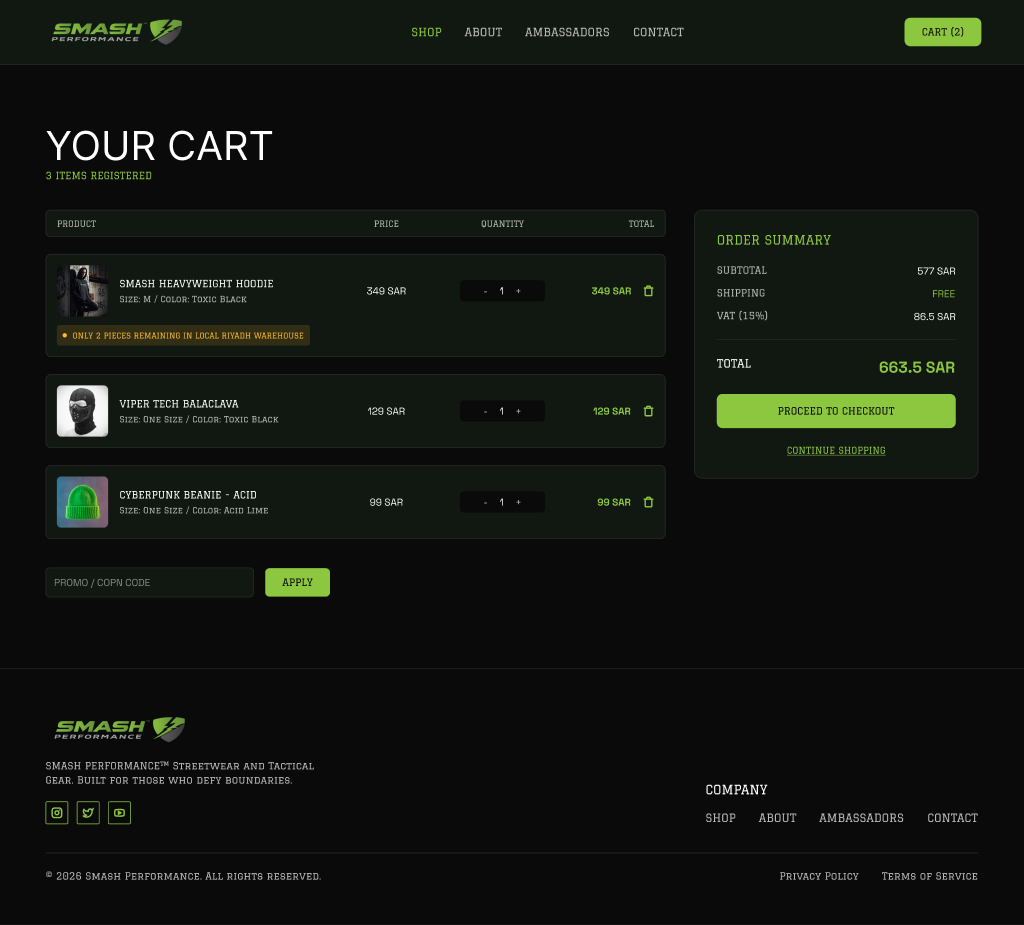 SMASH PERFORMANCE
SHOP ABOUT AMBASSADORS CONTACT
CART (2)
YOUR CART
3 ITEMS REGISTERED
PRODUCT PRICE QUANTITY TOTAL
SMASH HEAVYWEIGHT HOODIE
Size: M / Color: Toxic Black
349 SAR - 1 + 349 SAR
ONLY 2 PIECES REMAINING IN LOCAL RIYADH WAREHOUSE
VIPER TECH BALACLAVA
Size: One Size / Color: Toxic Black
129 SAR - 1 + 129 SAR
CYBERPUNK BEANIE - ACID
Size: One Size / Color: Acid Lime
99 SAR - 1 + 99 SAR
PROMO / COPN CODE APPLY
ORDER SUMMARY
SUBTOTAL 577 SAR
SHIPPING FREE
VAT (15%) 86.5 SAR
TOTAL 663.5 SAR
PROCEED TO CHECKOUT
CONTINUE SHOPPING
SMASH PERFORMANCE
SMASH PERFORMANCE™ Streetwear and Tactical
Gear. Built for those who defy boundaries.
COMPANY
SHOP ABOUT AMBASSADORS CONTACT
© 2026 Smash Performance. All rights reserved.
Privacy Policy Terms of Service